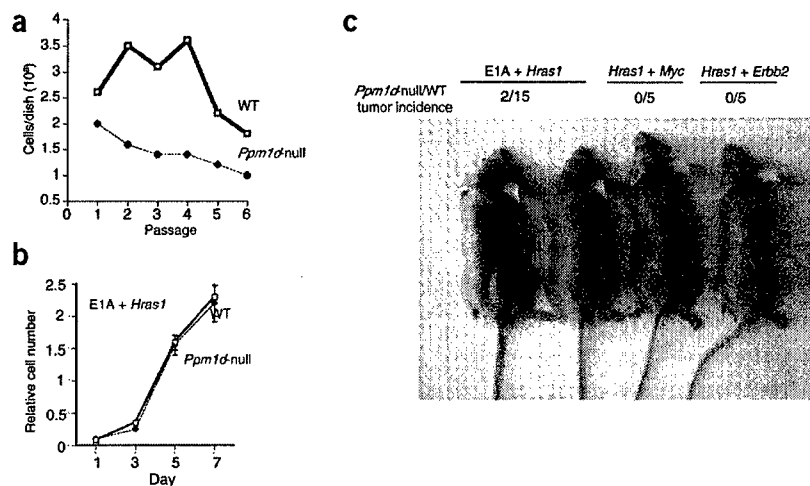 a
Cells/dish (10⁶)
4
3.5
3
2.5
2
1.5
1
0.5
WT
Ppm1d-null
0 1 2 3 4 5 6
Passage
b
Relative cell number
2.5
2
1.5
1
0.5
0
E1A + Hras1
WT
Ppm1d-null
1 3 5 7
Day
c
E1A + Hras1 Hras1 + Myc Hras1 + Erbb2
Ppm1d-null/WT 2/15 0/5 0/5
tumor incidence